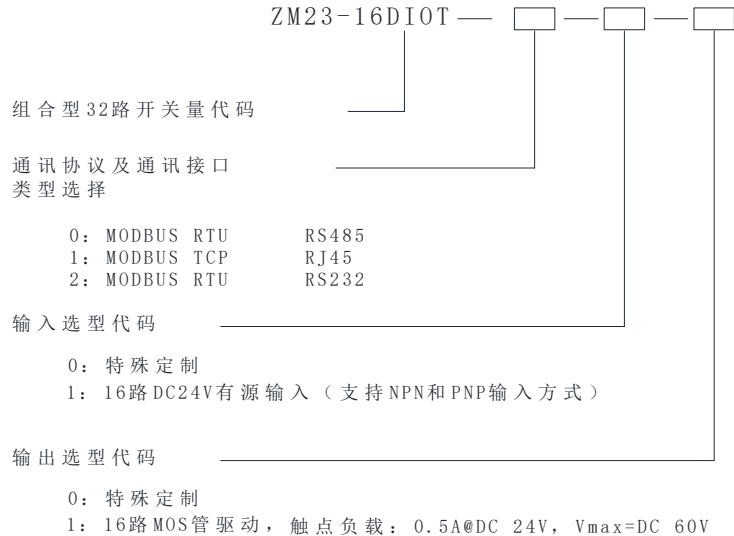 ZM23-16DIOT— □ — □ — □
组合型32路开关量代码
通讯协议及通讯接口
类型选择
0: MODBUS RTU RS485
1: MODBUS TCP RJ45
2: MODBUS RTU RS232
输入选型代码
0: 特殊定制
1: 16路DC24V有源输入（支持NPN和PNP输入方式）
输出选型代码
0: 特殊定制
1: 16路MOS管驱动，触点负载: 0.5A@DC 24V, Vmax=DC 60V